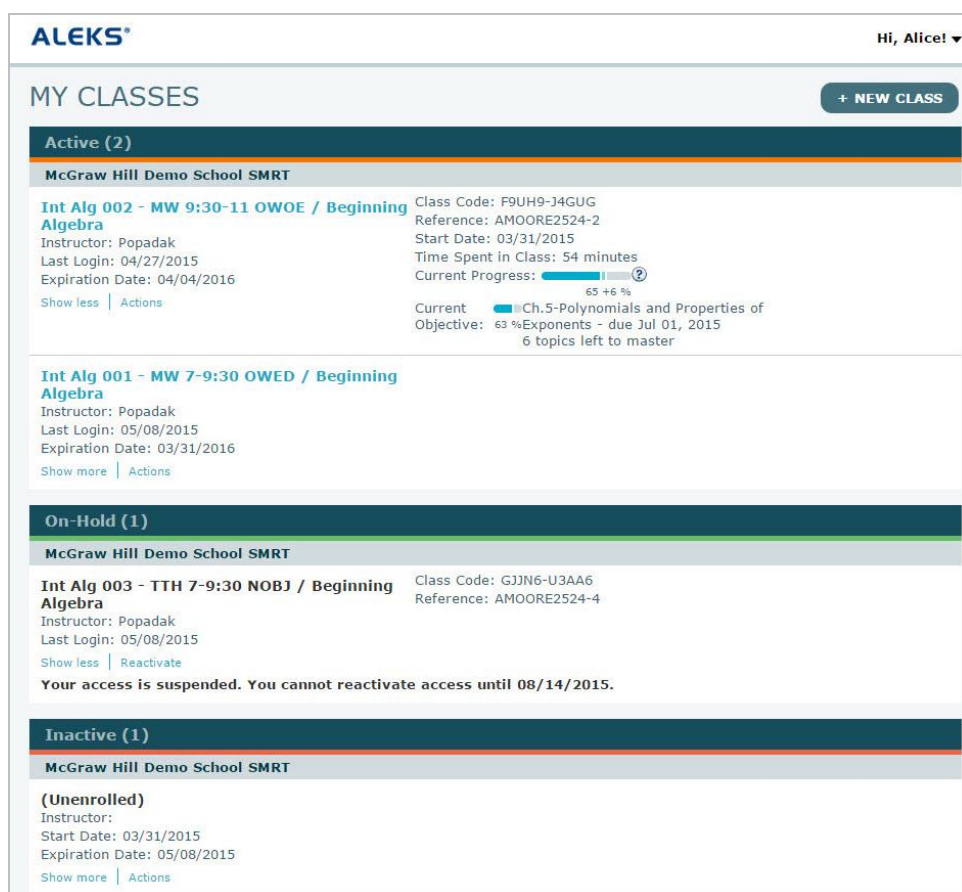 ALEKS®
Hi, Alice!
MY CLASSES
+ NEW CLASS
Active (2)
McGraw Hill Demo School SMRT
Int Alg 002 - MW 9:30-11 OWOE / Beginning
Algebra
Instructor: Popadak
Last Login: 04/27/2015
Expiration Date: 04/04/2016
Show less | Actions
Class Code: F9UH9-J4GUG
Reference: AMOORE2524-2
Start Date: 03/31/2015
Time Spent in Class: 54 minutes
Current Progress: ?
65 +6 %
Current Ch.5-Polynomials and Properties of
Objective: 63 % Exponents - due Jul 01, 2015
6 topics left to master
Int Alg 001 - MW 7-9:30 OWED / Beginning
Algebra
Instructor: Popadak
Last Login: 05/08/2015
Expiration Date: 03/31/2016
Show more | Actions
On-Hold (1)
McGraw Hill Demo School SMRT
Int Alg 003 - TTH 7-9:30 NOBJ / Beginning
Algebra
Instructor: Popadak
Last Login: 05/08/2015
Show less | Reactivate
Class Code: GJJN6-U3AA6
Reference: AMOORE2524-4
Your access is suspended. You cannot reactivate access until 08/14/2015.
Inactive (1)
McGraw Hill Demo School SMRT
(Unenrolled)
Instructor:
Start Date: 03/31/2015
Expiration Date: 05/08/2015
Show more | Actions